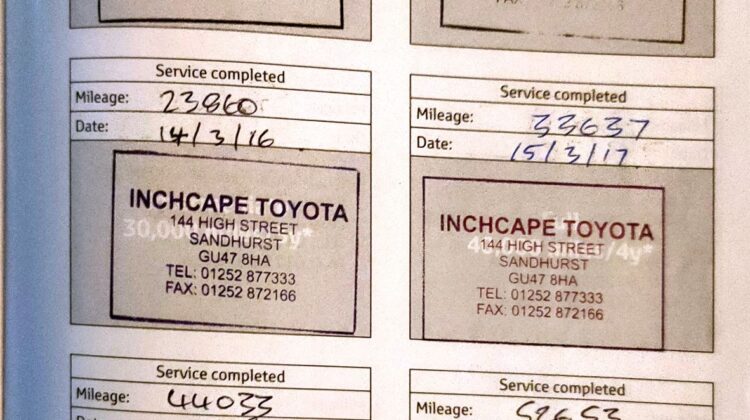 Service completed
Mileage: 23860
Date: 14/3/16
INCHCAPE TOYOTA
144 HIGH STREET
SANDHURST
GU47 8HA
TEL: 01252 877333
FAX: 01252 872166
Service completed
Mileage: 33637
Date: 15/3/17
INCHCAPE TOYOTA
144 HIGH STREET
SANDHURST
GU47 8HA
TEL: 01252 877333
FAX: 01252 872166
Service completed
Mileage: 44033
Service completed
Mileage: